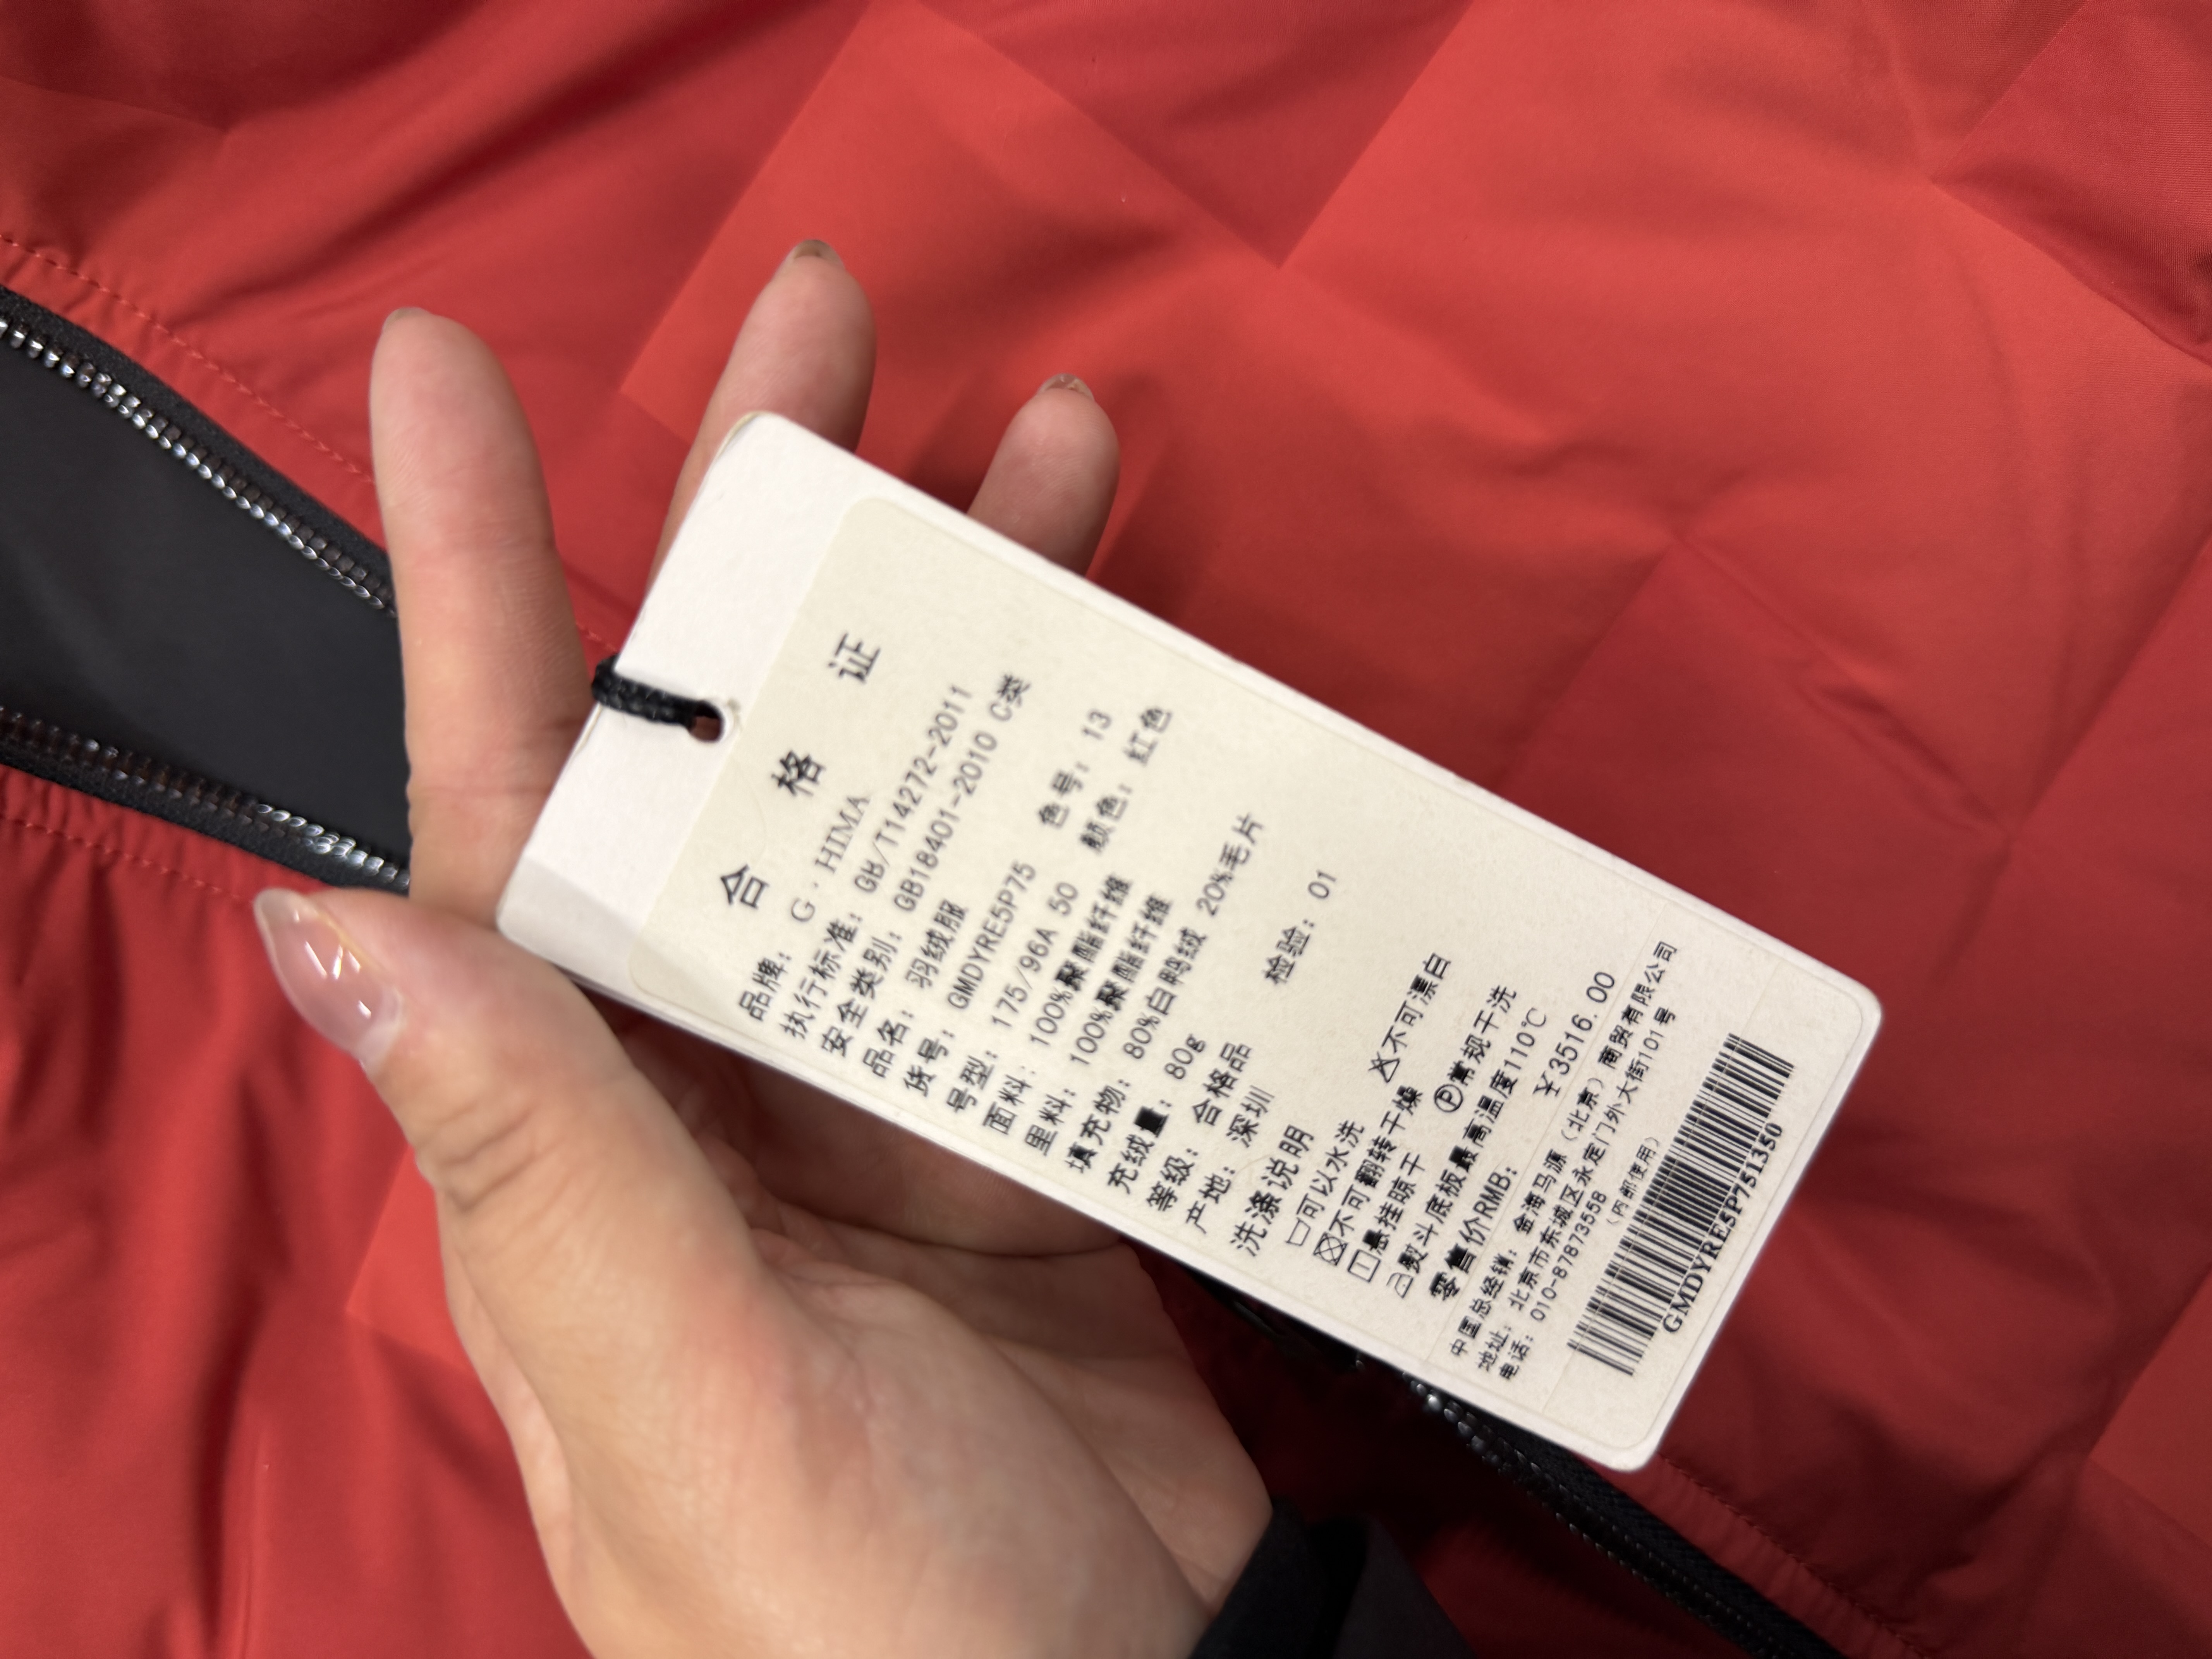 合格证
品牌： G·HIMA
执行标准： GB/T14272-2011
安全类别： GB18401-2010 C类
品名： 羽绒服
货号： GMDYRE5P75 色号： 13
号型： 175/96A 50 颜色： 红色
面料： 100%聚酯纤维
里料： 100%聚酯纤维
填充物： 80%白鸭绒 20%毛片
充绒量： 80g
等级： 合格品 检验： 01
产地： 深圳
洗涤说明
可以水洗 不可漂白
不可翻转干燥
悬挂晾干 Ⓟ常规干洗
熨斗底板最高温度110℃
零售价RMB： ￥3516.00
中国总经销： 金海马源（北京）商贸有限公司
地址： 北京市东城区永定门外大街101号
电话： 010-87873558
（内部使用）
GMDYRE5P751350